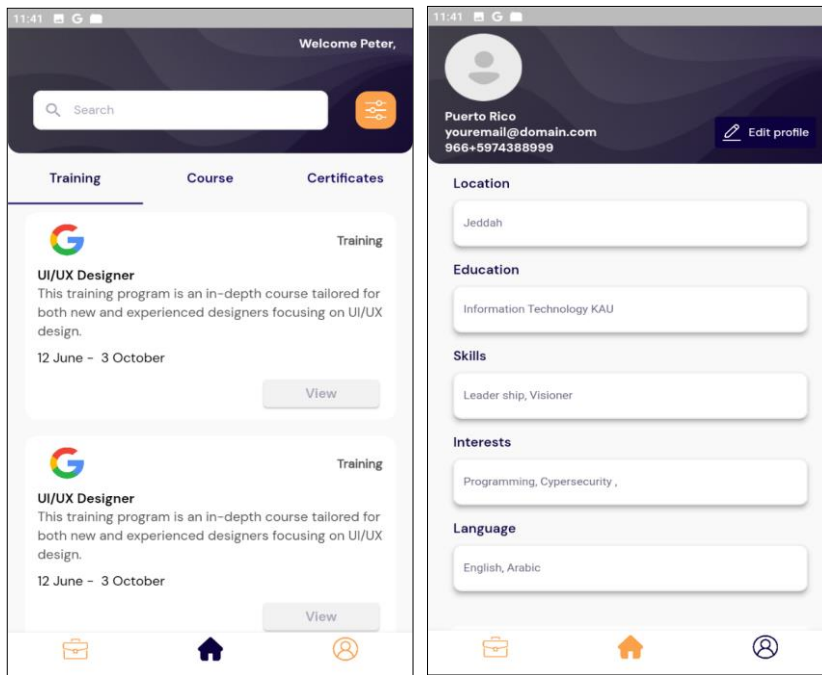 11:41 G
Welcome Peter,
Search
Training Course Certificates
G
Training
UI/UX Designer
This training program is an in-depth course tailored for
both new and experienced designers focusing on UI/UX
design.
12 June - 3 October
View
G
Training
UI/UX Designer
This training program is an in-depth course tailored for
both new and experienced designers focusing on UI/UX
design.
12 June - 3 October
View
11:41 G
Puerto Rico
youremail@domain.com
966+5974388999
Edit profile
Location
Jeddah
Education
Information Technology KAU
Skills
Leader ship, Visioner
Interests
Programming, Cypersecurity ,
Language
English, Arabic